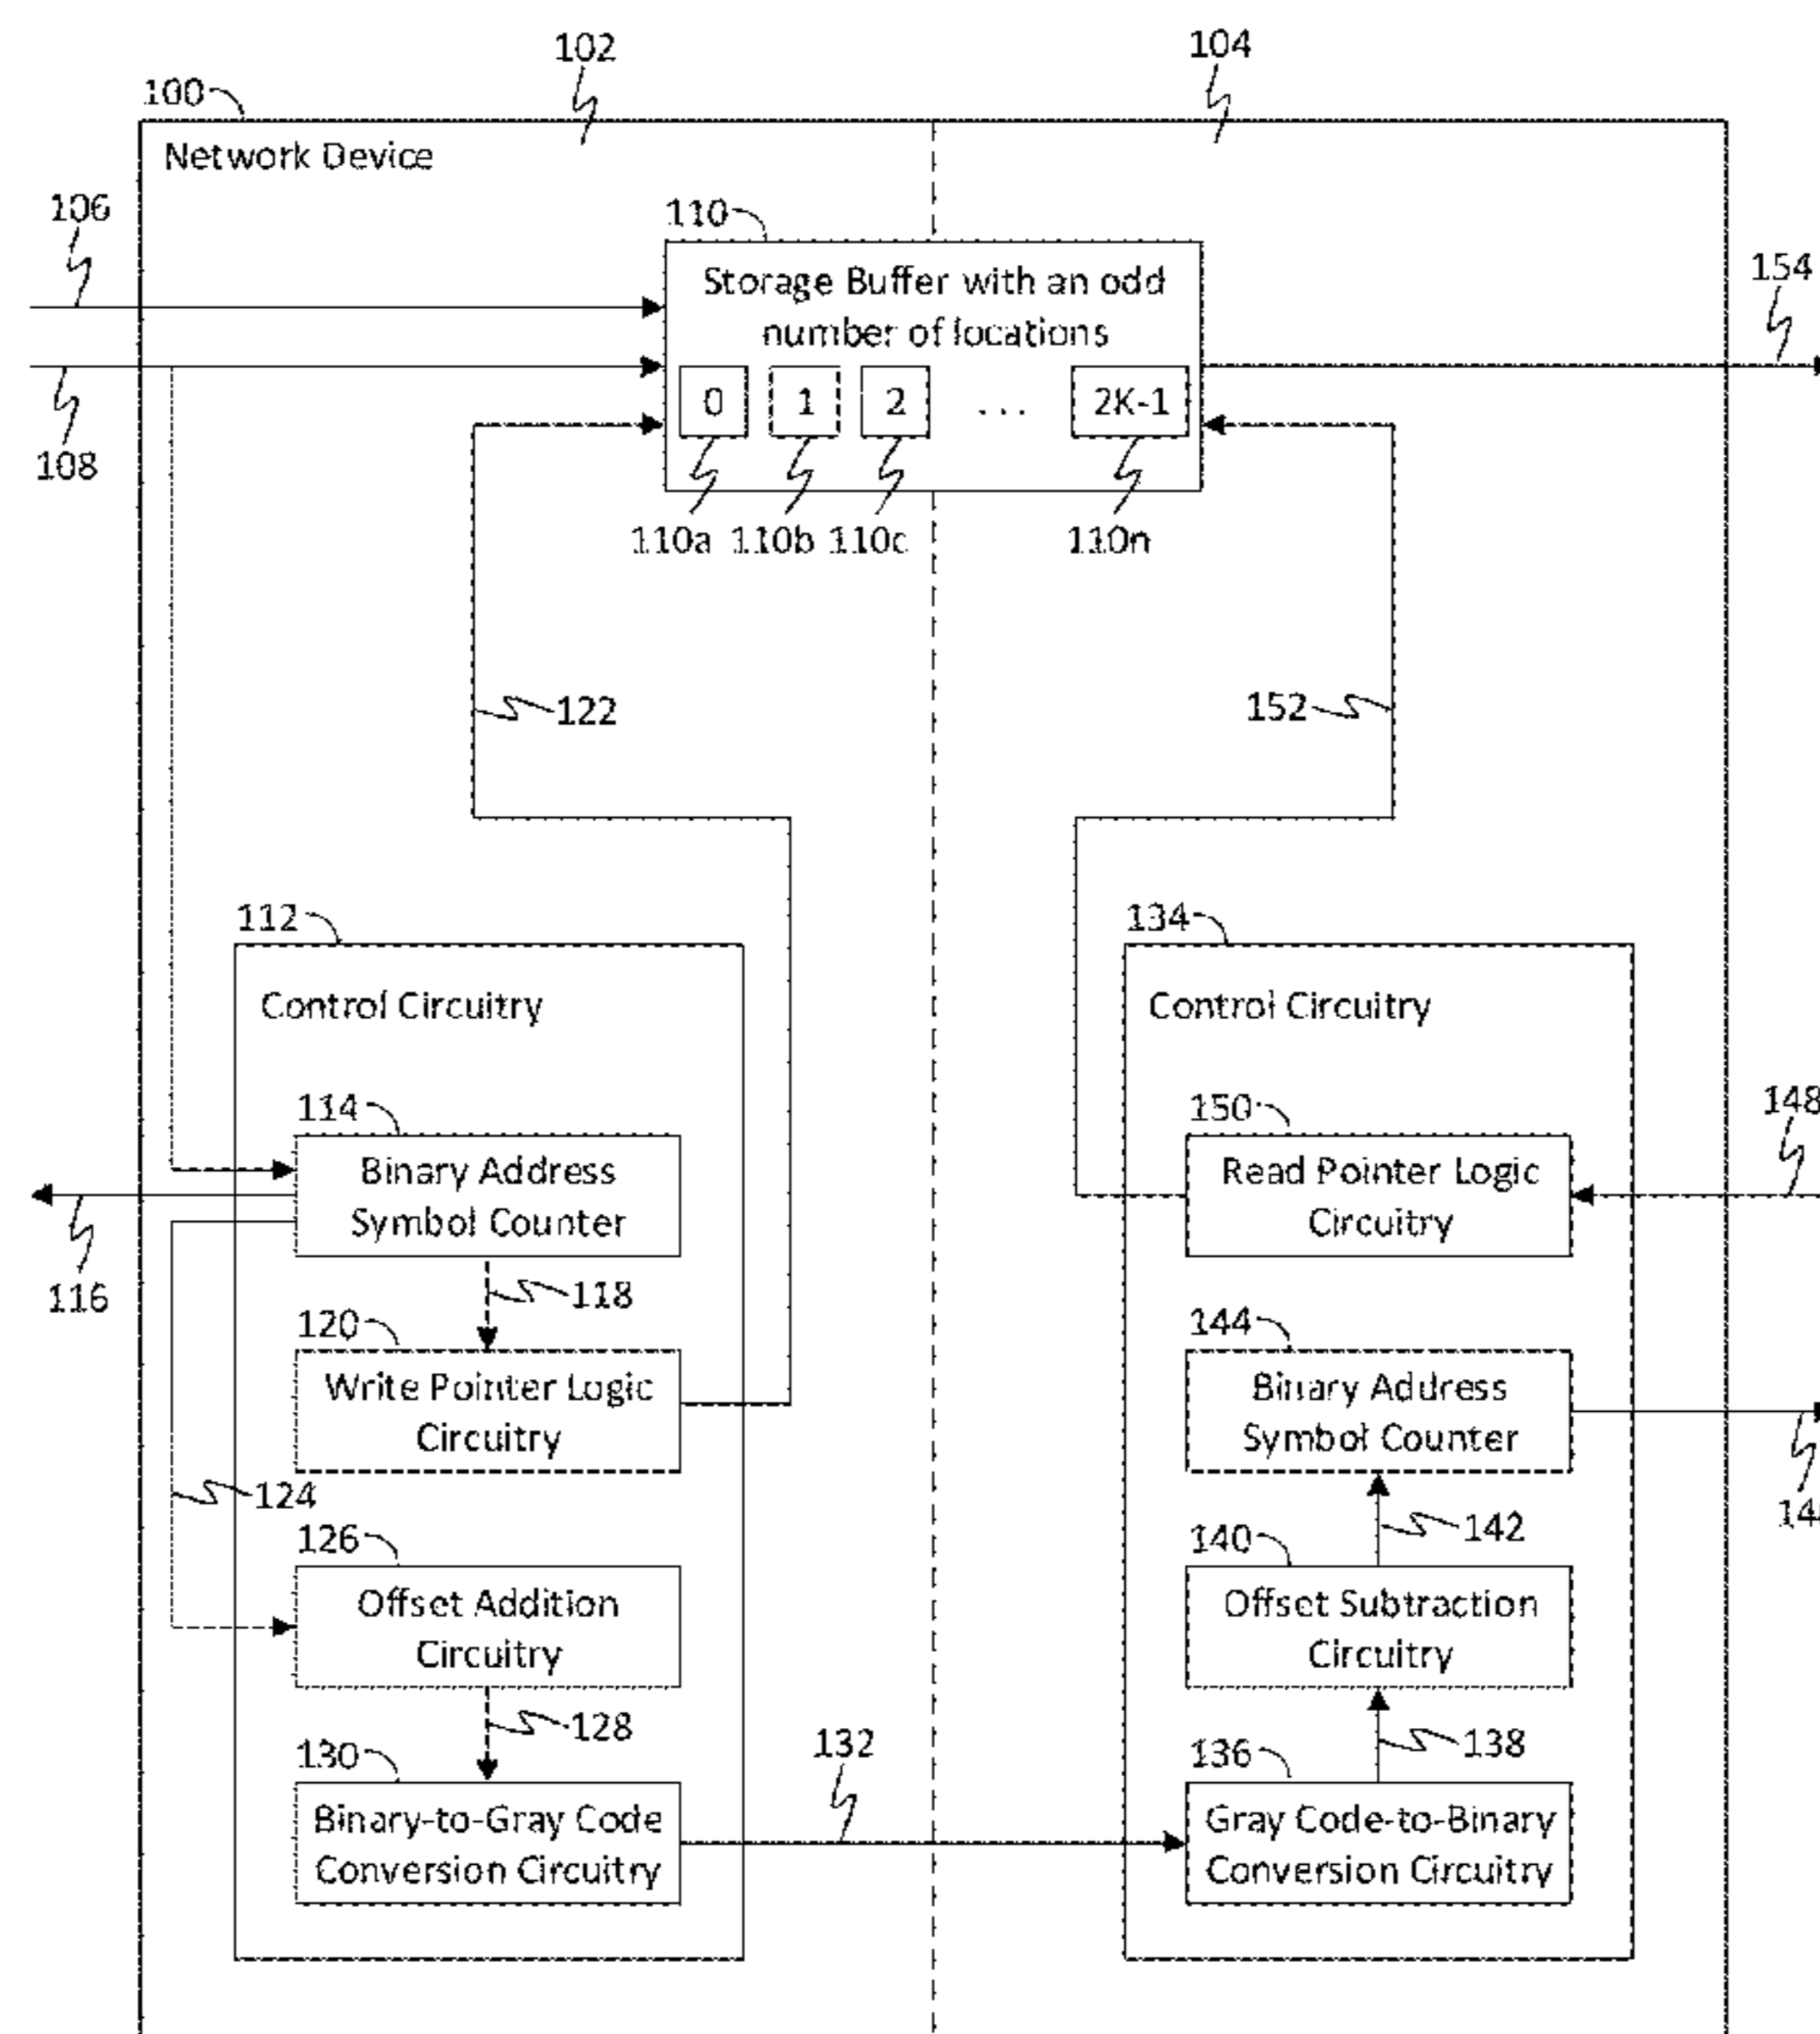 102
104
100
Network Device
106
110
154
Storage Buffer with an odd
number of locations
0 1 2 ... 2K-1
108
110a 110b 110c 110n
122
152
112
134
Control Circuitry
Control Circuitry
148
114
150
Binary Address
Symbol Counter
Read Pointer Logic
Circuitry
116
118
120
144
Write Pointer Logic
Circuitry
Binary Address
Symbol Counter
124
142
126
140
Offset Addition
Circuitry
Offset Subtraction
Circuitry
128
132
138
130
136
Binary-to-Gray Code
Conversion Circuitry
Gray Code-to-Binary
Conversion Circuitry